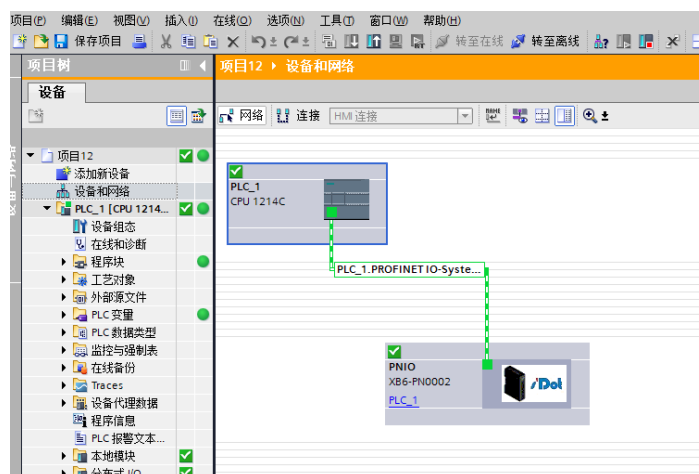 项目(P) 编辑(E) 视图(V) 插入(I) 在线(O) 选项(N) 工具(T) 窗口(W) 帮助(H)
保存项目 转至在线 转至离线
项目树
项目12 ▸ 设备和网络
设备
网络 连接 HMI 连接
项目12
添加新设备
设备和网络
PLC_1 [CPU 1214...
设备组态
在线和诊断
程序块
工艺对象
外部源文件
PLC 变量
PLC 数据类型
监控与强制表
在线备份
Traces
设备代理数据
程序信息
PLC 报警文本...
本地模块
分布式 I/O
PLC_1
CPU 1214C
PLC_1.PROFINET IO-Syste...
PNIO
XB6-PN0002
PLC_1